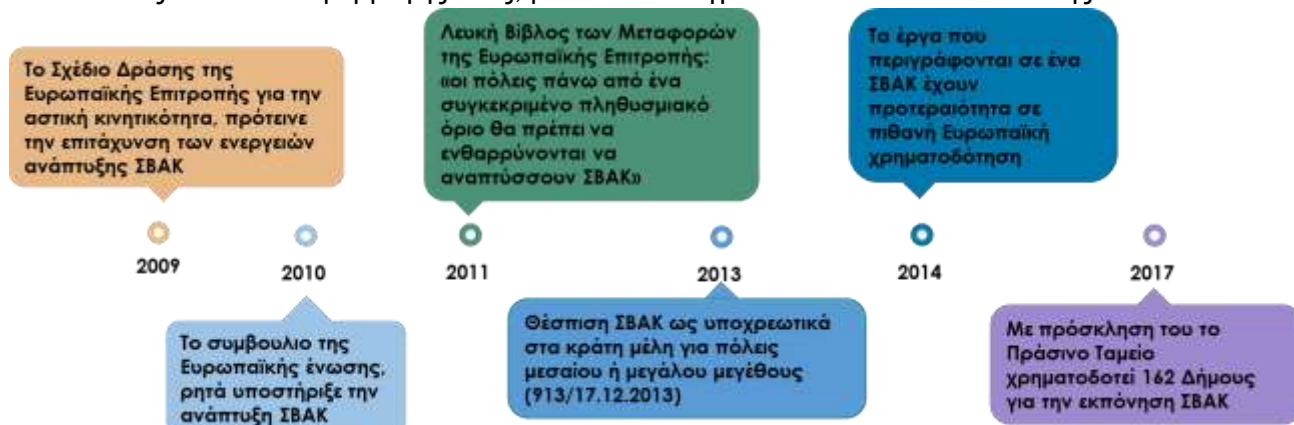 Το Σχέδιο Δράσης της
Ευρωπαϊκής Επιτροπής για την
αστική κινητικότητα, πρότεινε
την επιτάχυνση των ενεργειών
ανάπτυξης ΣΒΑΚ
2009
2010
Το συμβουλιο της
Ευρωπαϊκής ένωσης,
ρητά υποστήριξε την
ανάπτυξη ΣΒΑΚ
Λευκή Βίβλος των Μεταφορών
της Ευρωπαϊκής Επιτροπής:
«οι πόλεις πάνω από ένα
συγκεκριμένο πληθυσμιακό
όριο θα πρέπει να
ενθαρρύνονται να
αναπτύσσουν ΣΒΑΚ»
2011
2013
Θέσπιση ΣΒΑΚ ως υποχρεωτικά
στα κράτη μέλη για πόλεις
μεσαίου ή μεγάλου μεγέθους
(913/17.12.2013)
Τα έργα που
περιγράφονται σε ένα
ΣΒΑΚ έχουν
προτεραιότητα σε
πιθανή Ευρωπαϊκή
χρηματοδότηση
2014
2017
Με πρόσκληση του το
Πράσινο Ταμείο
χρηματοδοτεί 162 Δήμους
για την εκπόνηση ΣΒΑΚ